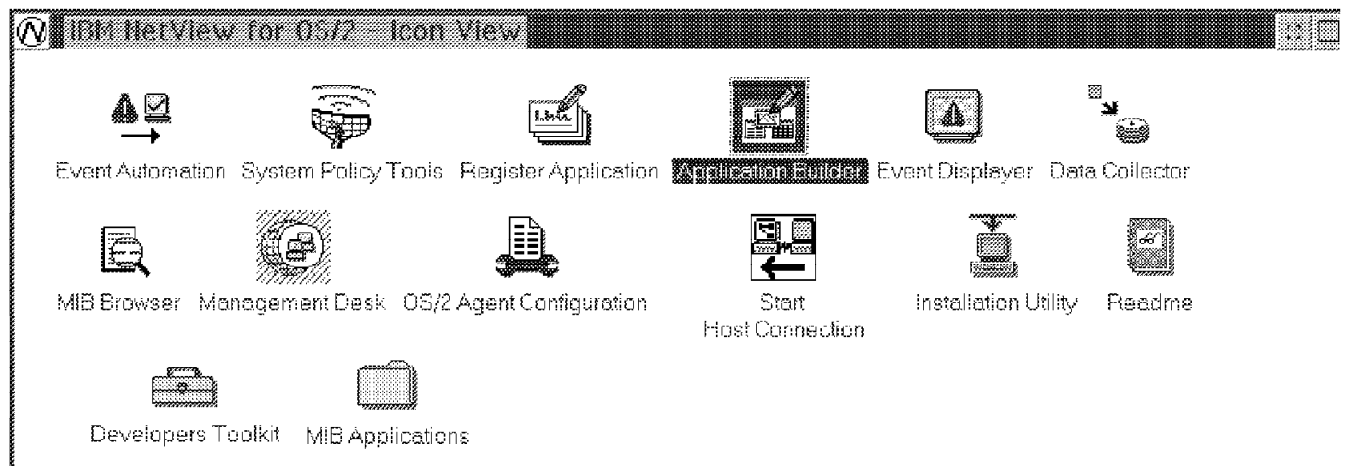 IBM NetView for OS/2 - Icon View
Event Automation System Policy Tools Register Application Application Builder Event Displayer Data Collector
MIB Browser Management Desk OS/2 Agent Configuration Start Host Connection Installation Utility Readme
Developers Toolkit MIB Applications